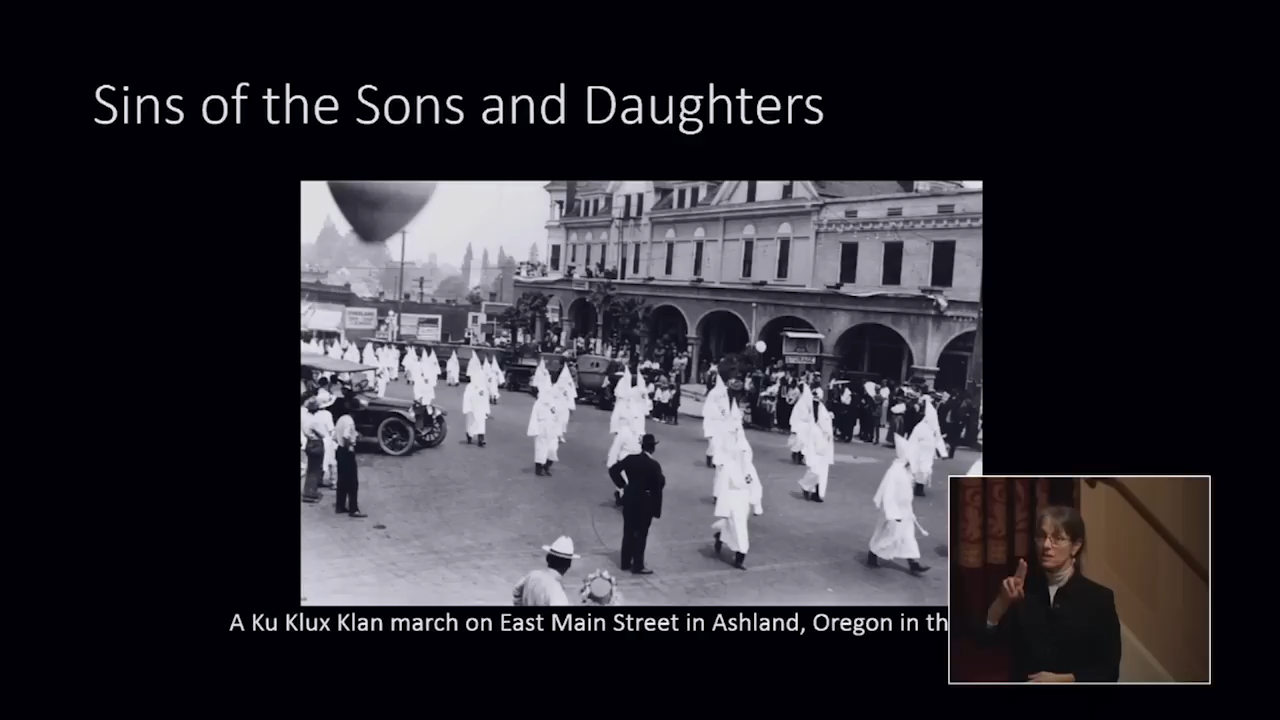 Sins of the Sons and Daughters
A Ku Klux Klan march on East Main Street in Ashland, Oregon in th